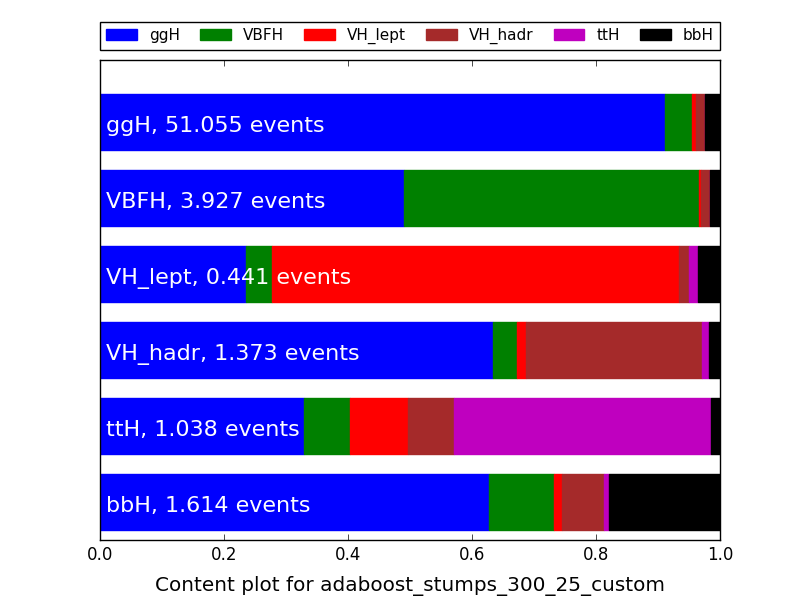 ggH VBFH VH_lept VH_hadr ttH bbH
ggH, 51.055 events
VBFH, 3.927 events
VH_lept, 0.441 events
VH_hadr, 1.373 events
ttH, 1.038 events
bbH, 1.614 events
0.0 0.2 0.4 0.6 0.8 1.0
Content plot for adaboost_stumps_300_25_custom